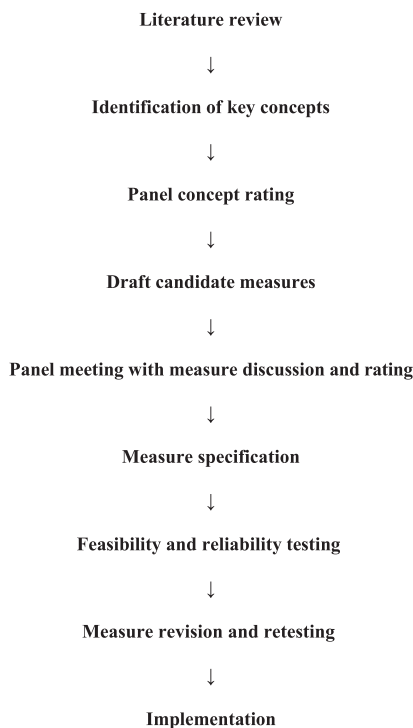 Literature review
↓
Identification of key concepts
↓
Panel concept rating
↓
Draft candidate measures
↓
Panel meeting with measure discussion and rating
↓
Measure specification
↓
Feasibility and reliability testing
↓
Measure revision and retesting
↓
Implementation